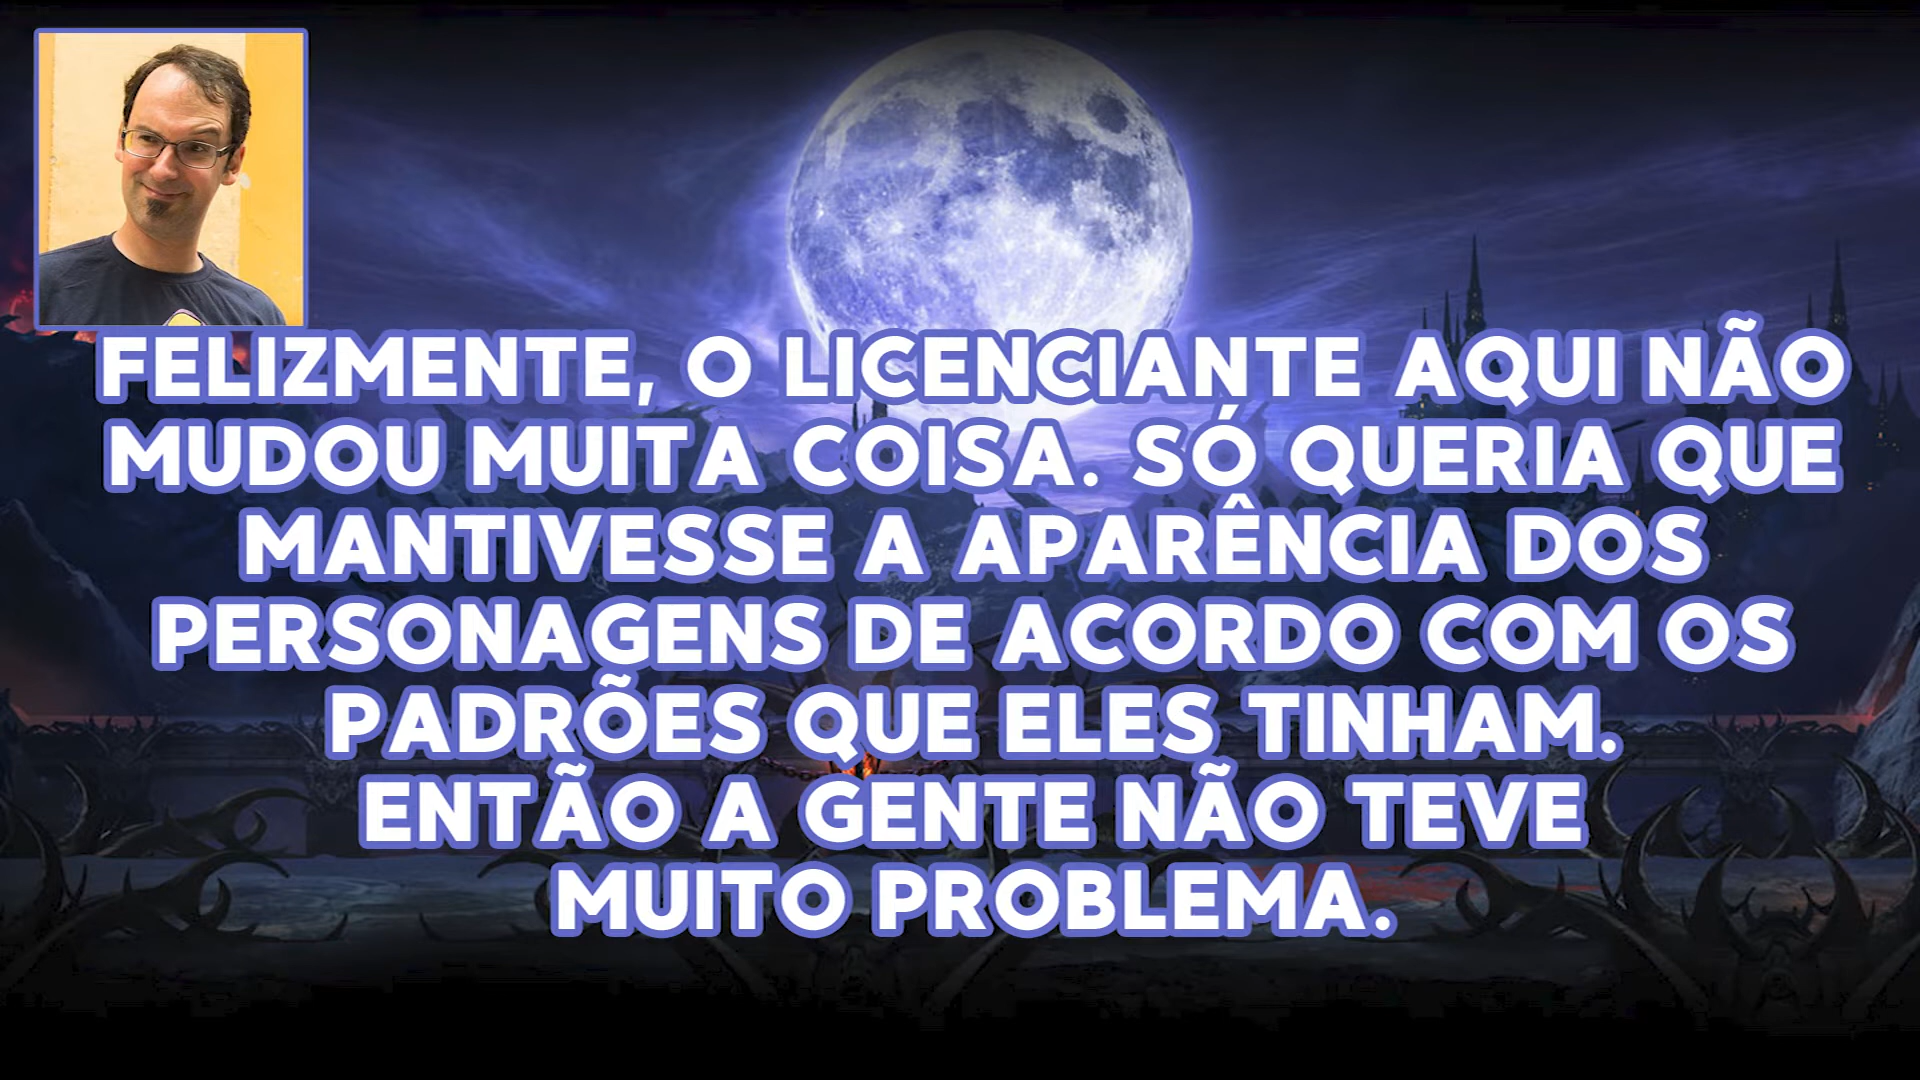 FELIZMENTE, O LICENCIANTE AQUI NÃO
MUDOU MUITA COISA. SÓ QUERIA QUE
MANTIVESSE A APARÊNCIA DOS
PERSONAGENS DE ACORDO COM OS
PADRÕES QUE ELES TINHAM.
ENTÃO A GENTE NÃO TEVE
MUITO PROBLEMA.